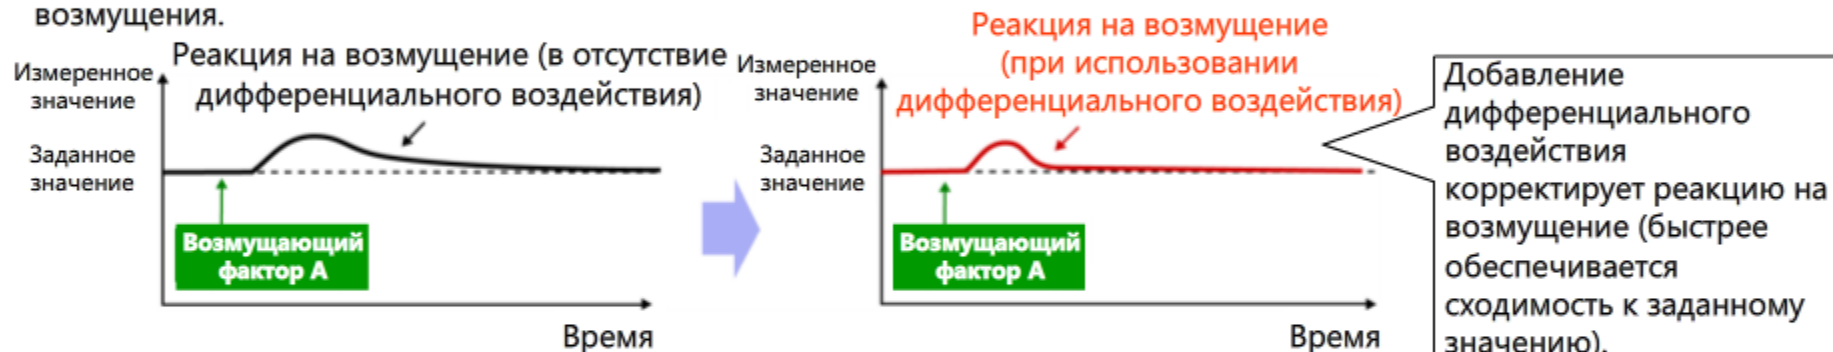 возмущения.
Реакция на возмущение (в отсутствие
дифференциального воздействия)
Измеренное
значение
Заданное
значение
Возмущающий
фактор А
Время
Реакция на возмущение
(при использовании
дифференциального воздействия)
Измеренное
значение
Заданное
значение
Возмущающий
фактор А
Время
Добавление
дифференциального
воздействия
корректирует реакцию на
возмущение (быстрее
обеспечивается
сходимость к заданному
значению).